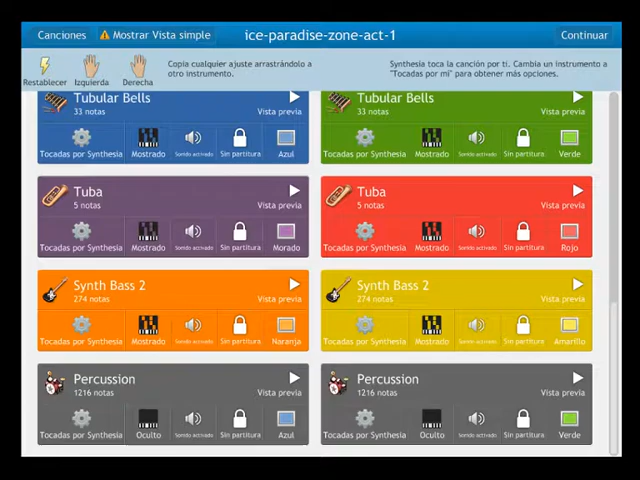 Canciones
Mostrar Vista simple
ice-paradise-zone-act-1
Continuar
Restablecer
Izquierda
Derecha
Copia cualquier ajuste arrastrándolo a
otro instrumento.
Synthesia toca la canción por ti. Cambia un instrumento a
"Tocadas por mí" para obtener más opciones.
Tubular Bells
33 notas
Vista previa
Tocadas por Synthesia
Mostrado
Sonido activado
Sin partitura
Azul
Tubular Bells
33 notas
Vista previa
Tocadas por Synthesia
Mostrado
Sonido activado
Sin partitura
Verde
Tuba
5 notas
Vista previa
Tocadas por Synthesia
Mostrado
Sonido activado
Sin partitura
Morado
Tuba
5 notas
Vista previa
Tocadas por Synthesia
Mostrado
Sonido activado
Sin partitura
Rojo
Synth Bass 2
274 notas
Vista previa
Tocadas por Synthesia
Mostrado
Sonido activado
Sin partitura
Naranja
Synth Bass 2
274 notas
Vista previa
Tocadas por Synthesia
Mostrado
Sonido activado
Sin partitura
Amarillo
Percussion
1216 notas
Vista previa
Tocadas por Synthesia
Oculto
Sonido activado
Sin partitura
Azul
Percussion
1216 notas
Vista previa
Tocadas por Synthesia
Oculto
Sonido activado
Sin partitura
Verde